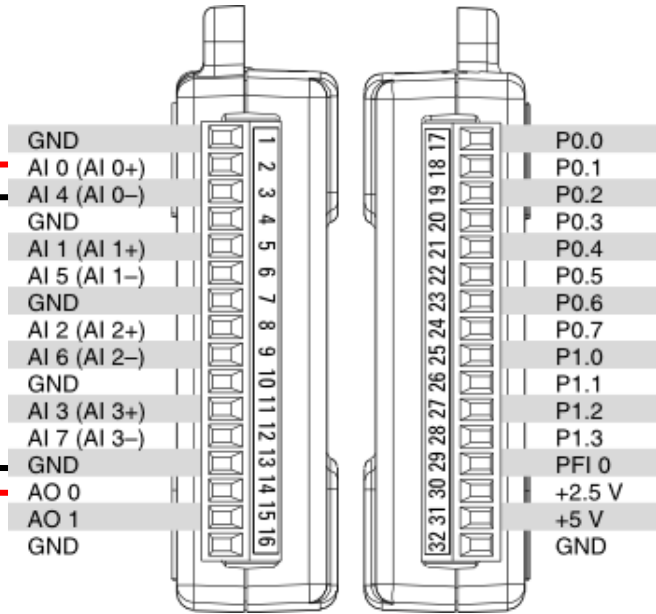 GND 1
AI 0 (AI 0+) 2
AI 4 (AI 0–) 3
GND 4
AI 1 (AI 1+) 5
AI 5 (AI 1–) 6
GND 7
AI 2 (AI 2+) 8
AI 6 (AI 2–) 9
GND 10
AI 3 (AI 3+) 11
AI 7 (AI 3–) 12
GND 13
AO 0 14
AO 1 15
GND 16
17 P0.0
18 P0.1
19 P0.2
20 P0.3
21 P0.4
22 P0.5
23 P0.6
24 P0.7
25 P1.0
26 P1.1
27 P1.2
28 P1.3
29 PFI 0
30 +2.5 V
31 +5 V
32 GND